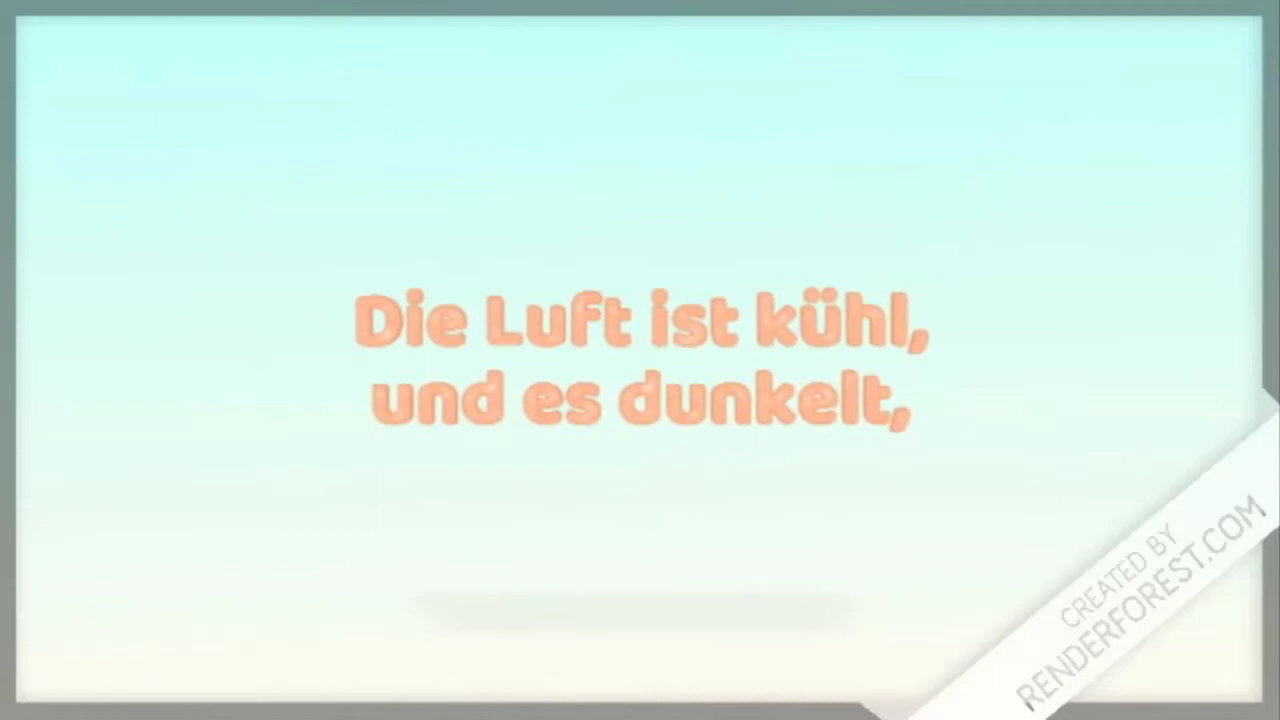 Die Luft ist kühl,
und es dunkelt,
CREATED BY
RENDERFOREST.COM